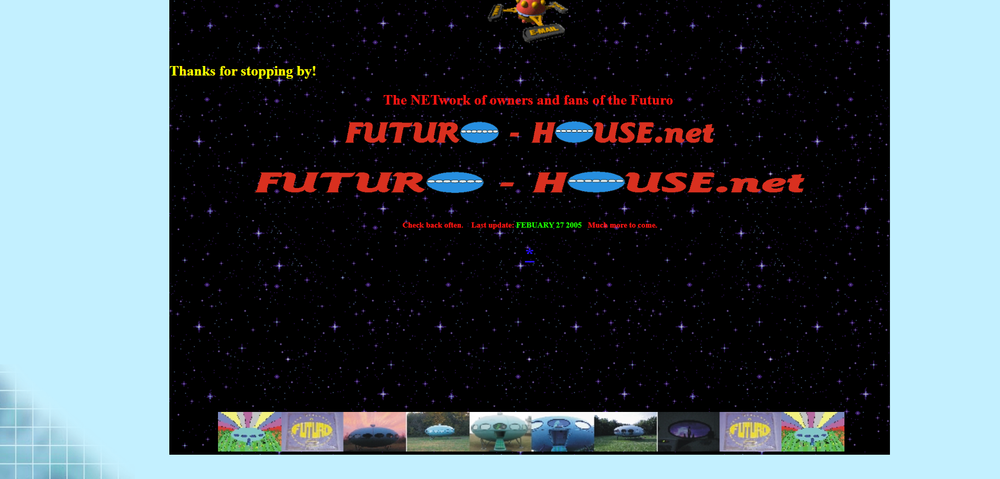 E-MAIL
Thanks for stopping by!
The NETwork of owners and fans of the Futuro
FUTURO - HOUSE.net
FUTURO - HOUSE.net
Check back often. Last update: FEBUARY 27 2005 Much more to come.
*
FUTURO
FUTURO